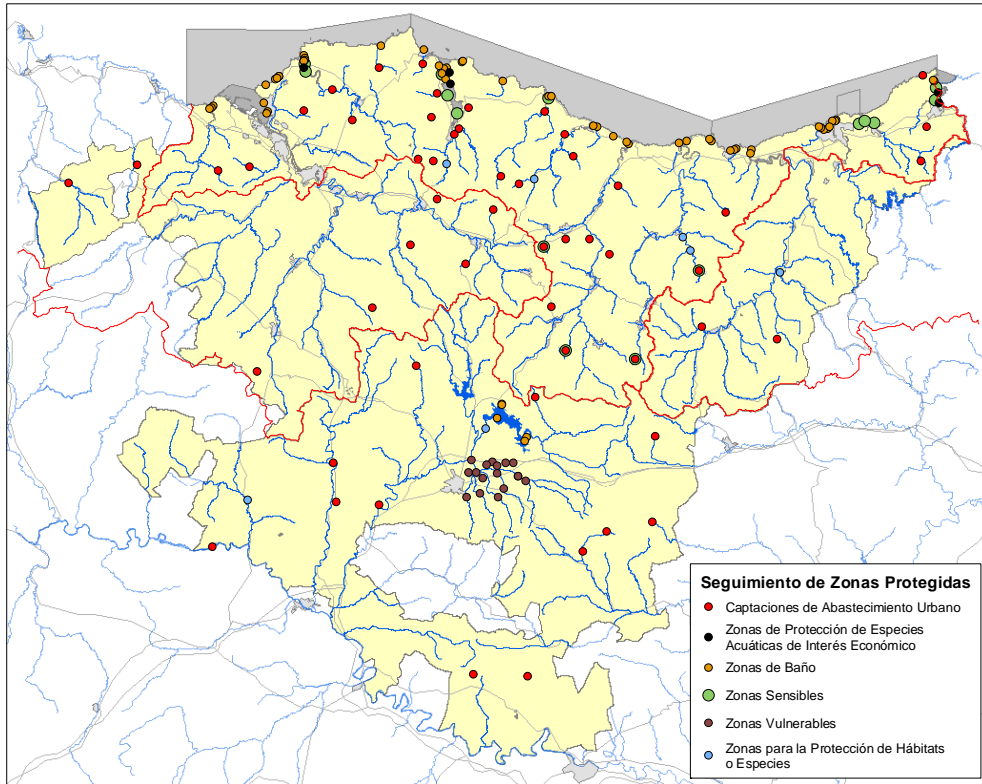 Seguimiento de Zonas Protegidas
Captaciones de Abastecimiento Urbano
Zonas de Protección de Especies
Acuáticas de Interés Económico
Zonas de Baño
Zonas Sensibles
Zonas Vulnerables
Zonas para la Protección de Hábitats
o Especies